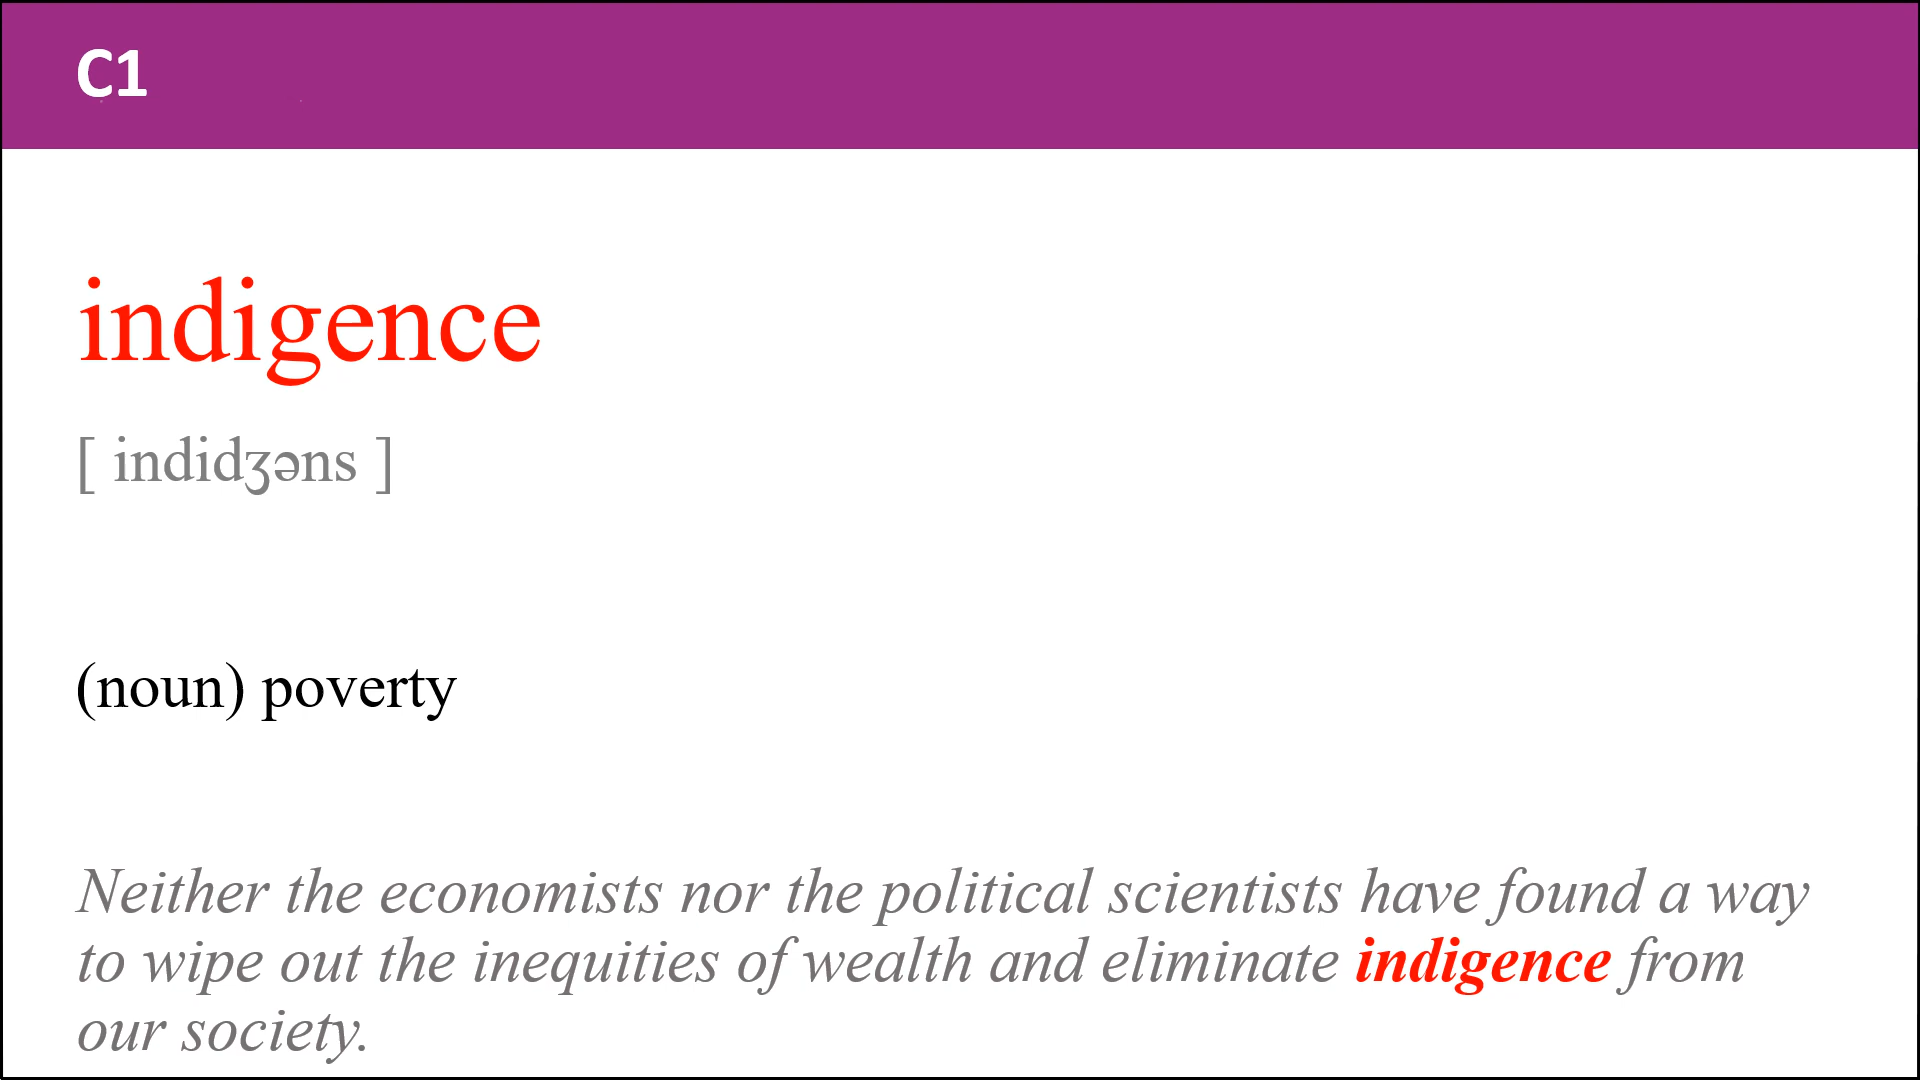 C1
indigence
[ indidʒəns ]
(noun) poverty
Neither the economists nor the political scientists have found a way
to wipe out the inequities of wealth and eliminate indigence from
our society.